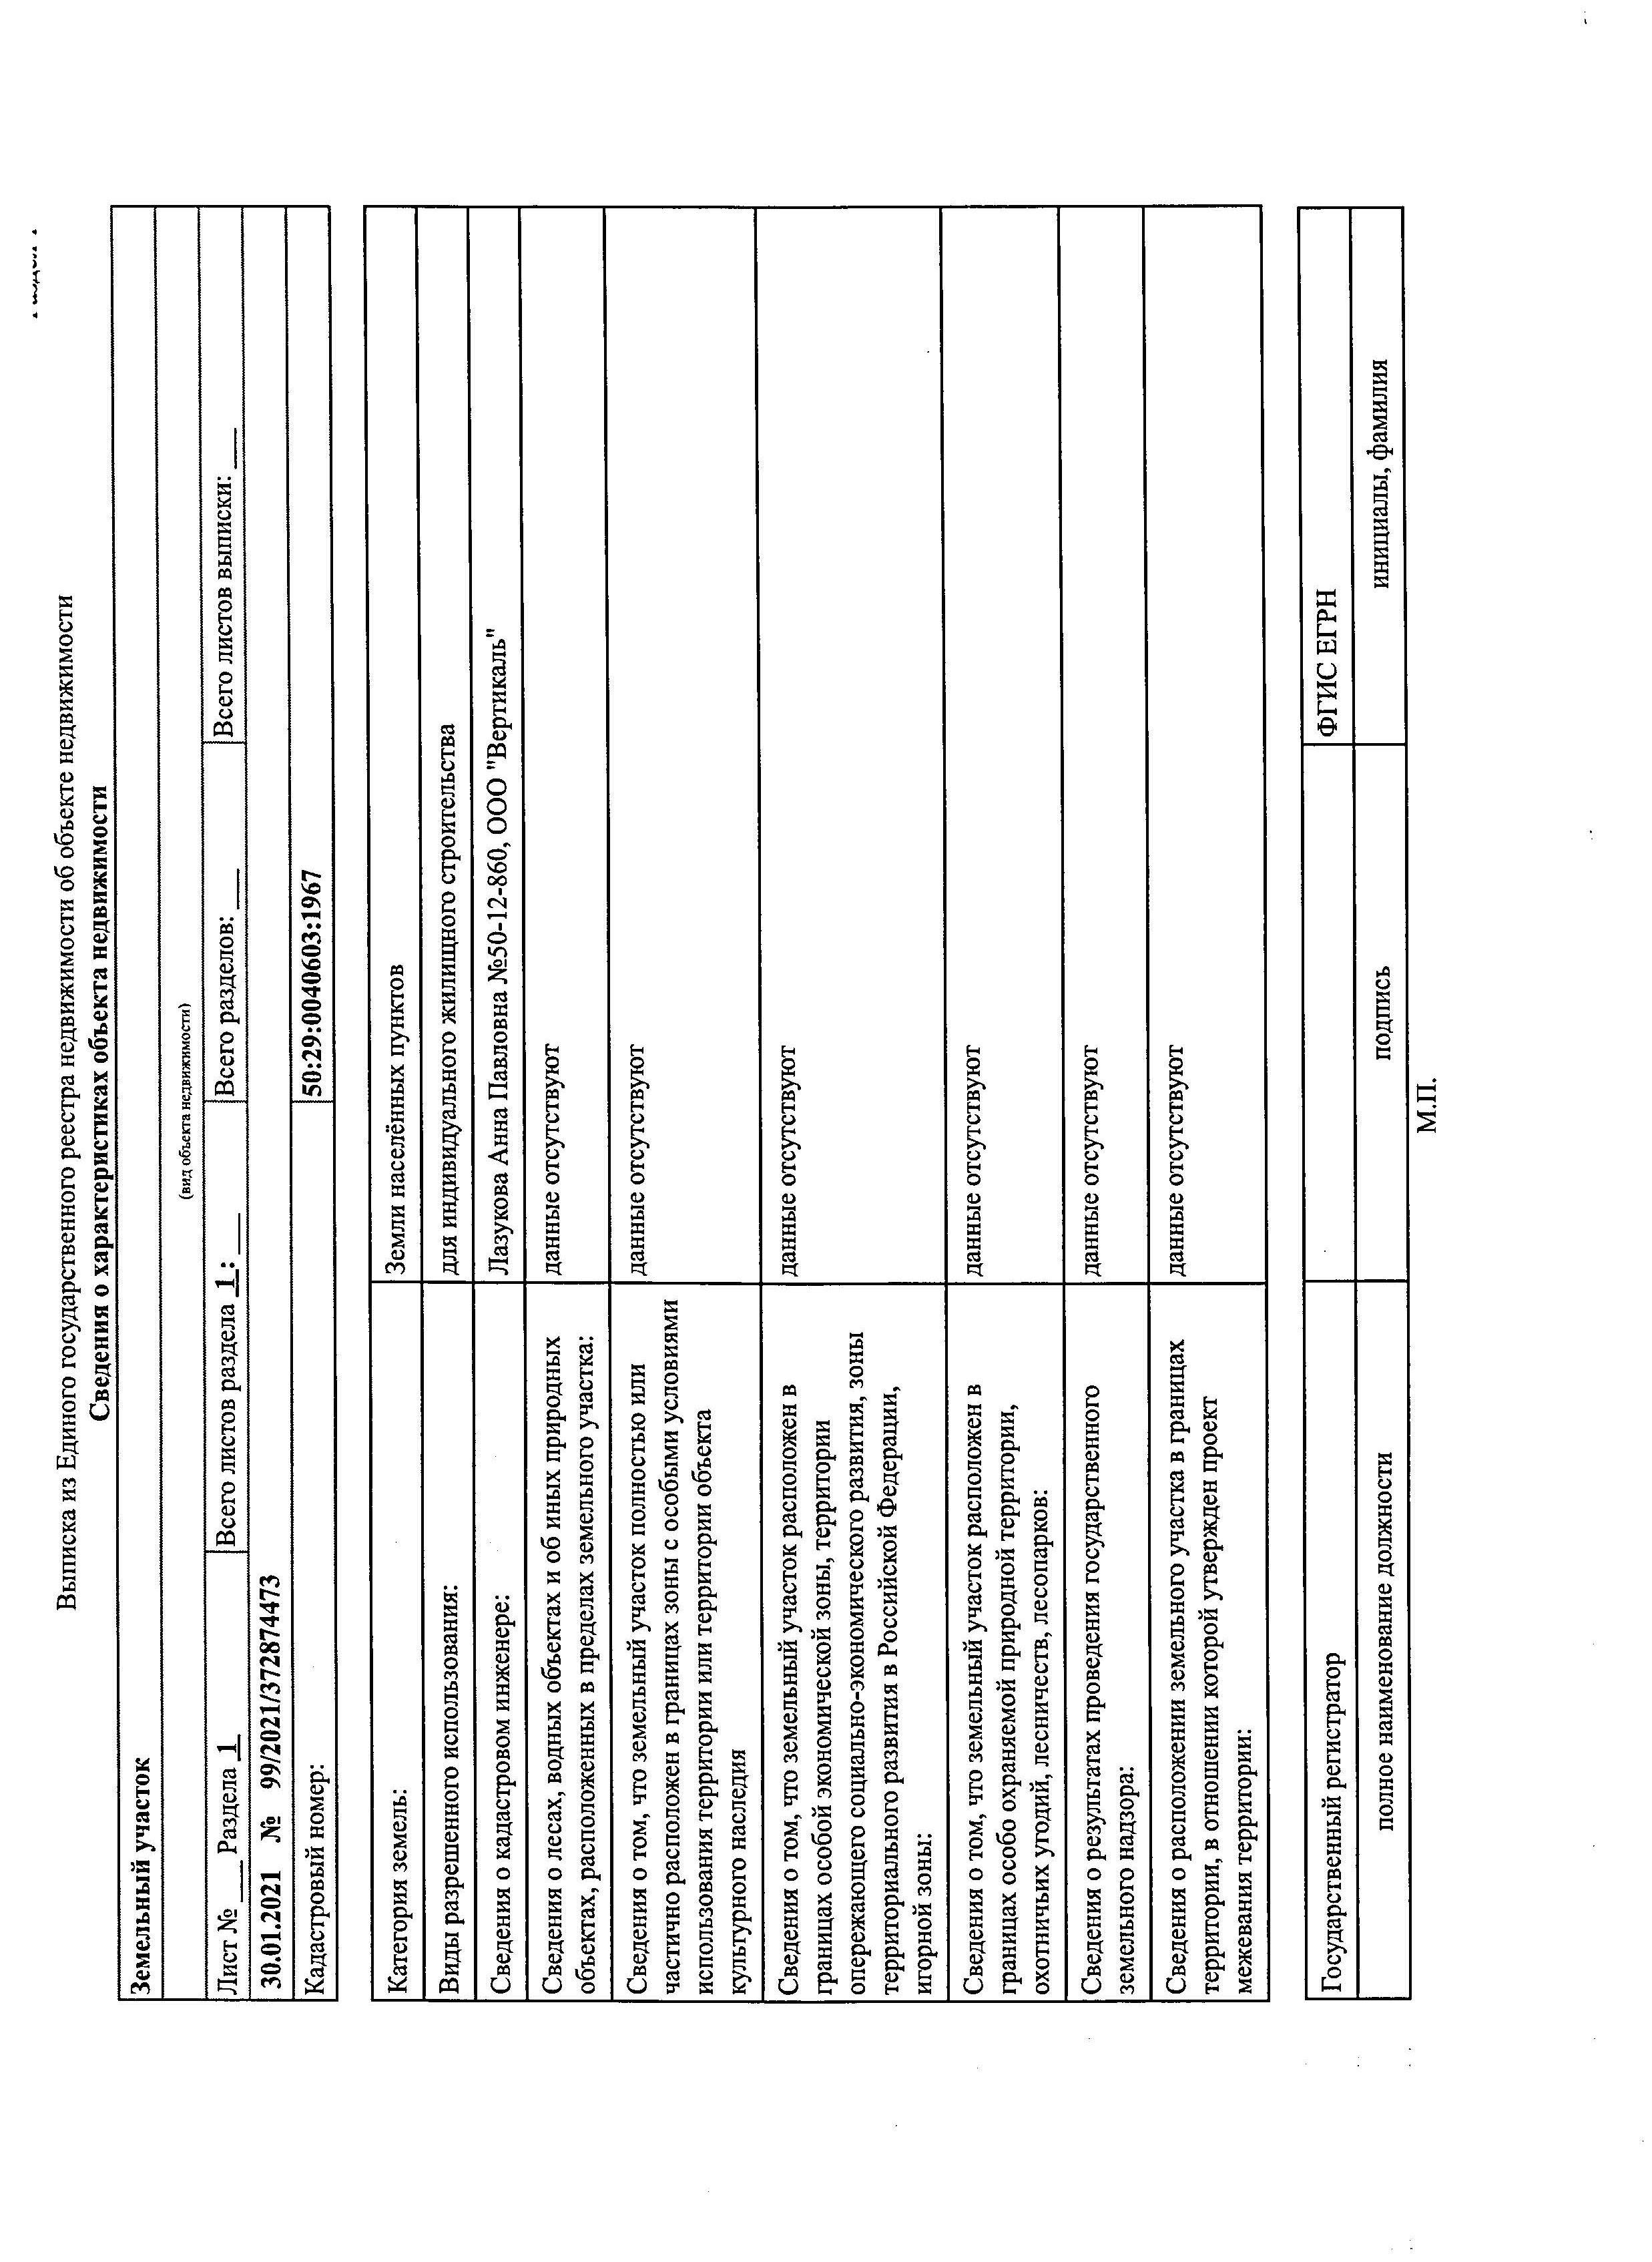 Выписка из Единого государственного реестра недвижимости об объекте недвижимости
Сведения о характеристиках объекта недвижимости
Земельный участок
(вид объекта недвижимости)
Лист № ___ Раздела 1 Всего листов раздела 1 : ___ Всего разделов: ___ Всего листов выписки: ___
30.01.2021 № 99/2021/372874473
Кадастровый номер: 50:29:0040603:1967
Категория земель: Земли населённых пунктов
Виды разрешенного использования: для индивидуального жилищного строительства
Сведения о кадастровом инженере: Лазукова Анна Павловна №50-12-860, ООО "Вертикаль"
Сведения о лесах, водных объектах и об иных природных
объектах, расположенных в пределах земельного участка:
данные отсутствуют
Сведения о том, что земельный участок полностью или
частично расположен в границах зоны с особыми условиями
использования территории или территории объекта
культурного наследия
данные отсутствуют
Сведения о том, что земельный участок расположен в
границах особой экономической зоны, территории
опережающего социально-экономического развития, зоны
территориального развития в Российской Федерации,
игорной зоны:
данные отсутствуют
Сведения о том, что земельный участок расположен в
границах особо охраняемой природной территории,
охотничьих угодий, лесничеств, лесопарков:
данные отсутствуют
Сведения о результатах проведения государственного
земельного надзора:
данные отсутствуют
Сведения о расположении земельного участка в границах
территории, в отношении которой утвержден проект
межевания территории:
данные отсутствуют
Государственный регистратор ФГИС ЕГРН
полное наименование должности подпись инициалы, фамилия
М.П.